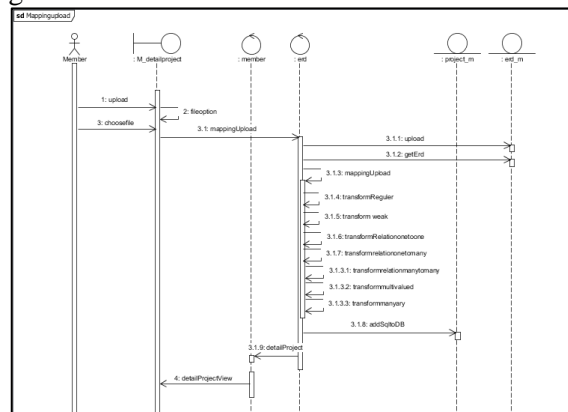 sd Mappingupload
Member
: M_detailproject
: member
: erd
: project_m
: erd_m
1: upload
2: fileoption
3: choosefile
3.1: mappingUpload
3.1.1: upload
3.1.2: getErd
3.1.3: mappingUpload
3.1.4: transformReguler
3.1.5: transform weak
3.1.6: transformRelationonetoone
3.1.7: transformrelationonetomany
3.1.3.1: transformrelationmanytomany
3.1.3.2: transformmultivalued
3.1.3.3: transformmanyary
3.1.8: addSqltoDB
3.1.9: detailProject
4: detailProjectView